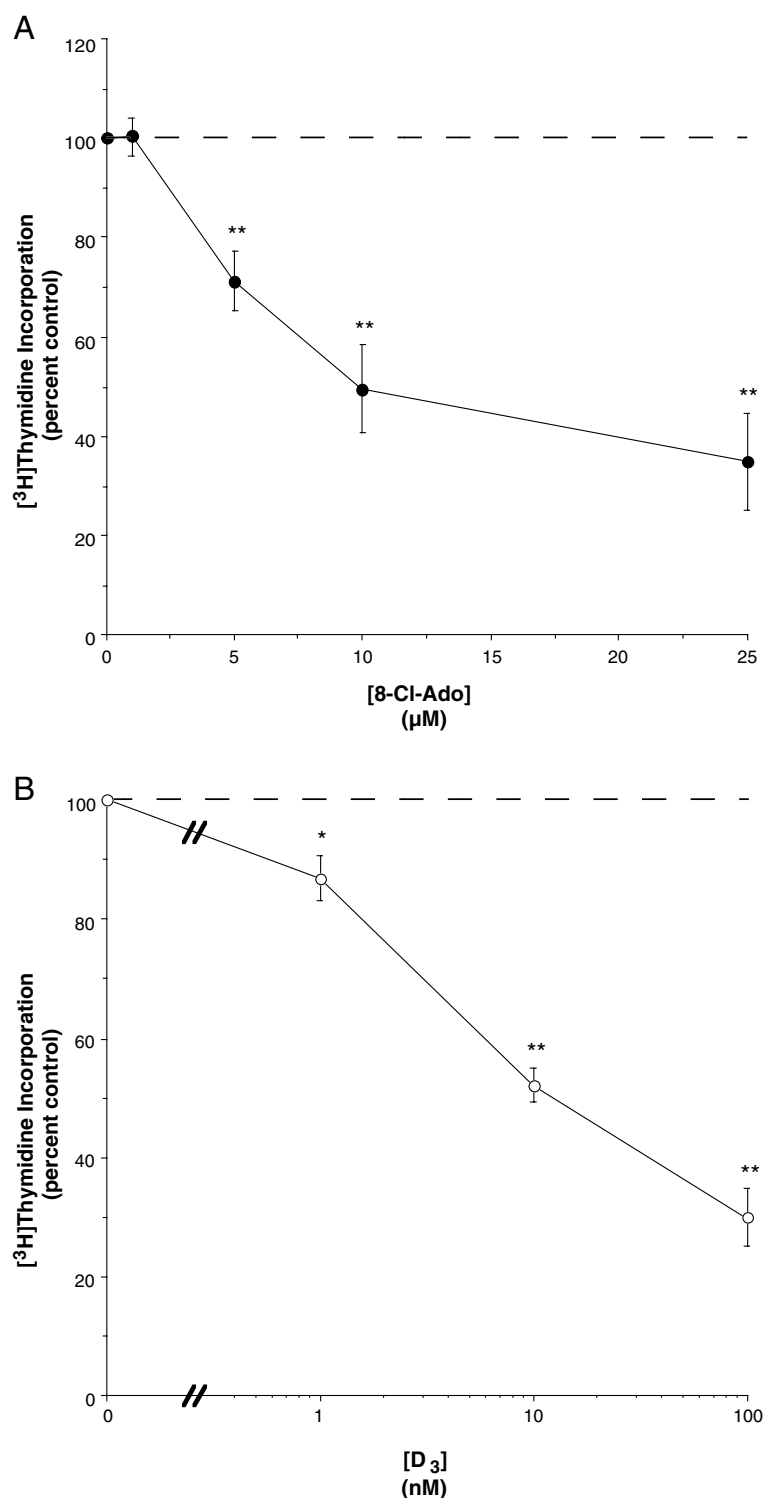 A
120
100
80
60
40
20
0
[³H]Thymidine Incorporation
(percent control)
**
**
**
0 5 10 15 20 25
[8-Cl-Ado]
(µM)
B
100
80
60
40
20
0
[³H]Thymidine Incorporation
(percent control)
*
**
**
0 1 10 100
[D₃]
(nM)